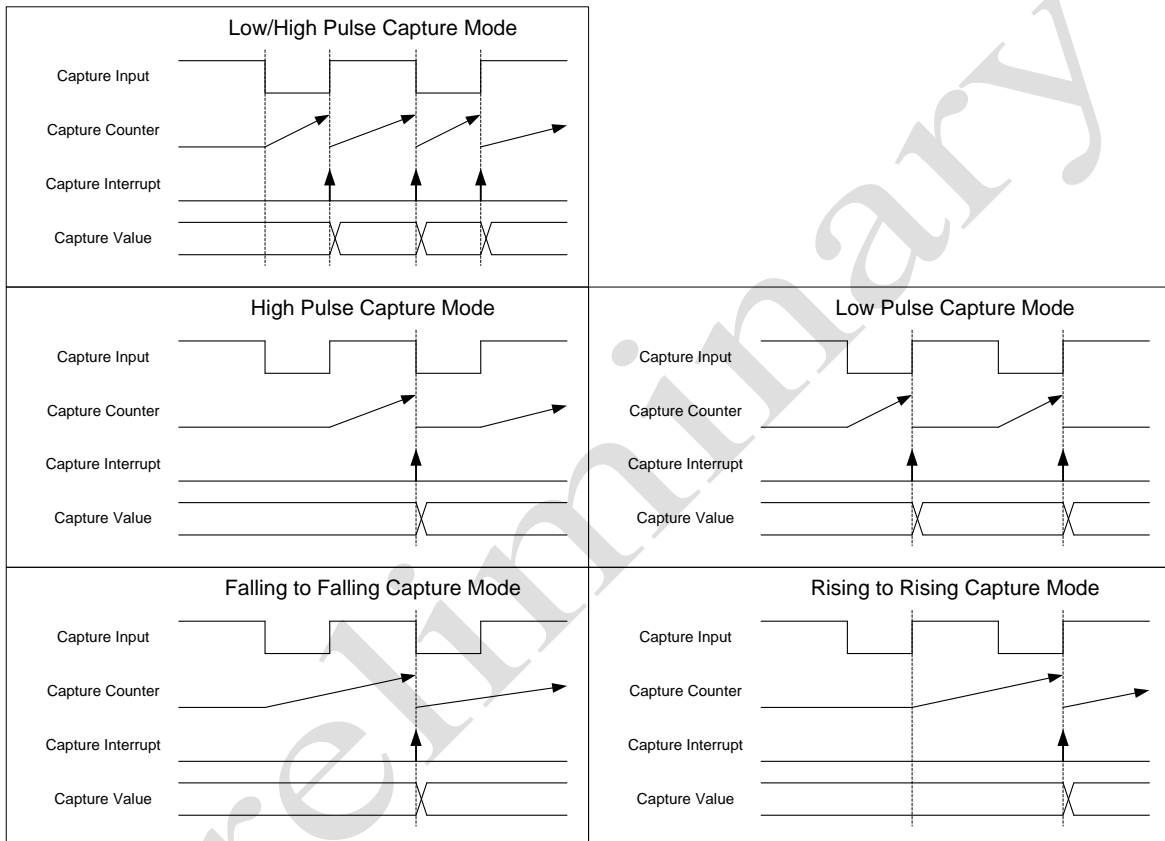 Low/High Pulse Capture Mode
Capture Input
Capture Counter
Capture Interrupt
Capture Value
High Pulse Capture Mode
Capture Input
Capture Counter
Capture Interrupt
Capture Value
Low Pulse Capture Mode
Capture Input
Capture Counter
Capture Interrupt
Capture Value
Falling to Falling Capture Mode
Capture Input
Capture Counter
Capture Interrupt
Capture Value
Rising to Rising Capture Mode
Capture Input
Capture Counter
Capture Interrupt
Capture Value
reliminary